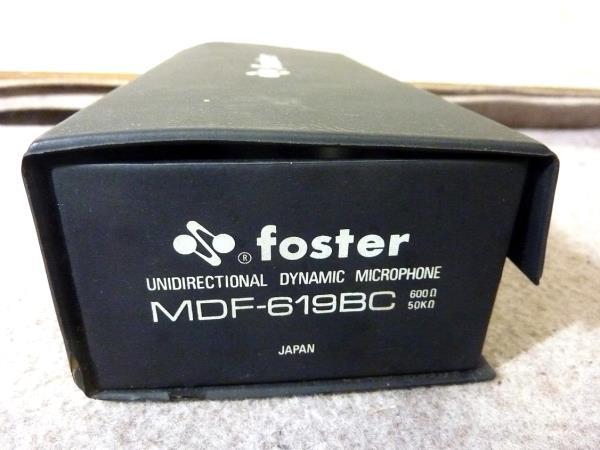 ® foster
UNIDIRECTIONAL DYNAMIC MICROPHONE
MDF-619BC 600Ω
50KΩ
JAPAN